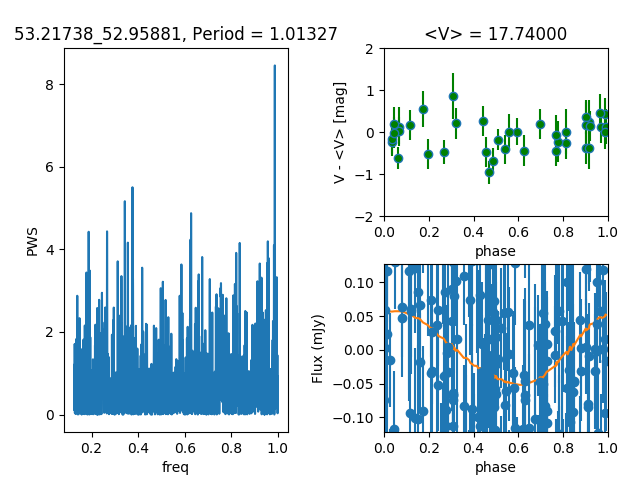 53.21738_52.95881, Period = 1.01327
PWS
8
6
4
2
0
0.2 0.4 0.6 0.8 1.0
freq
<V> = 17.74000
V - <V> [mag]
2
1
0
−1
−2
0.0 0.2 0.4 0.6 0.8 1.0
phase
Flux (mJy)
0.10
0.05
0.00
−0.05
−0.10
0.0 0.2 0.4 0.6 0.8 1.0
phase